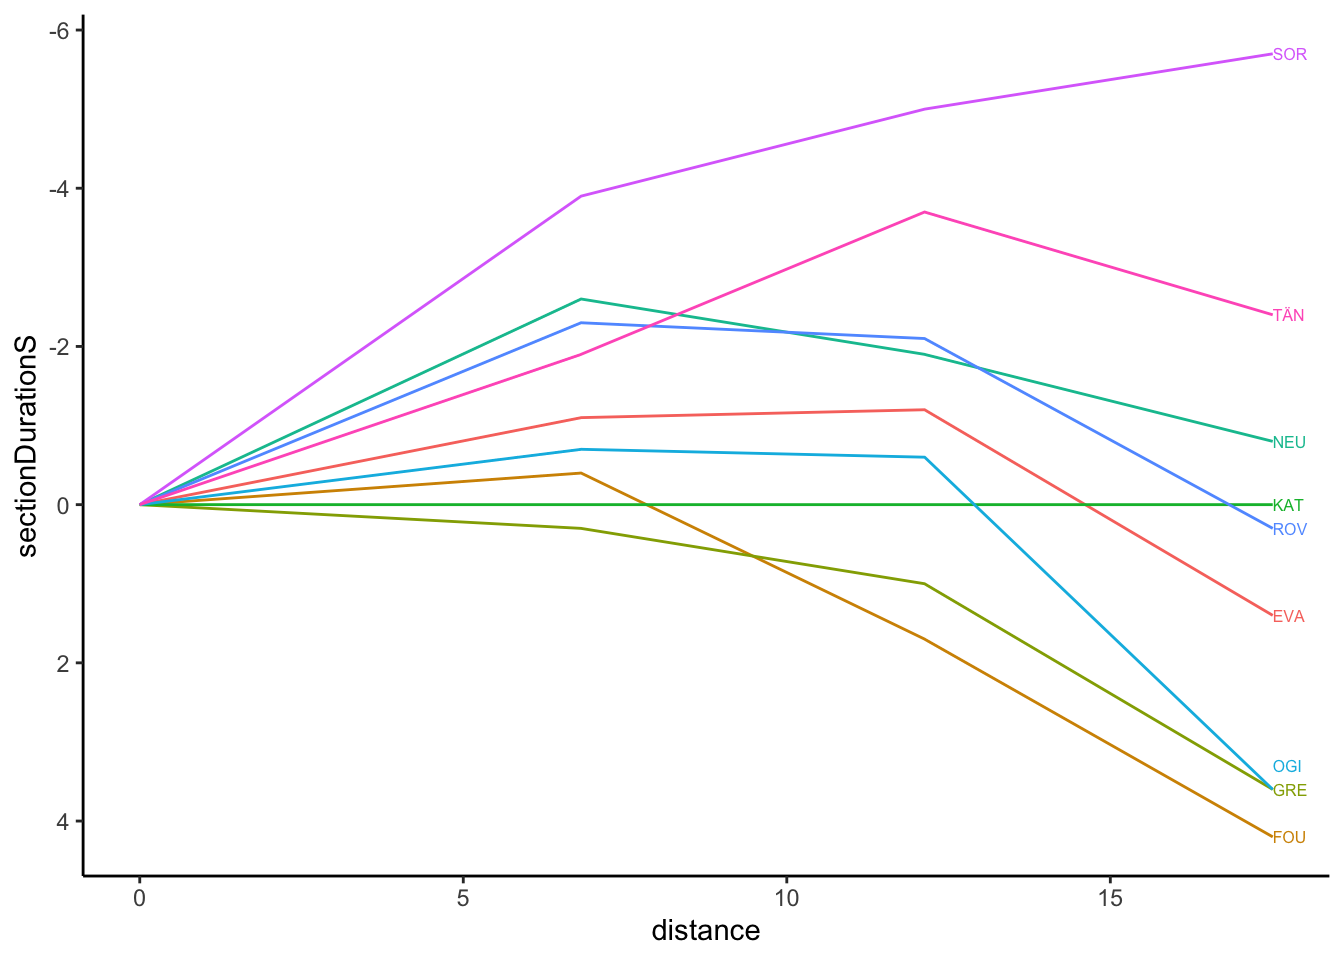 -6
SOR
-4
TÄN
-2
NEU
sectionDurationS
0
KAT
ROV
EVA
2
OGI
GRE
4
FOU
0 5 10 15
distance